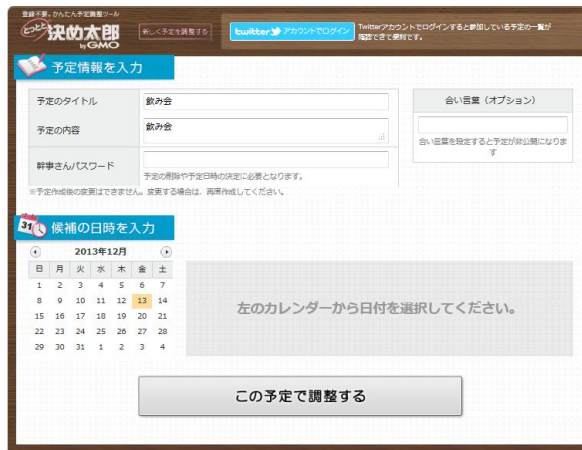 登録不要。かんたん予定調整ツール
とっとと決め太郎
by GMO
新しく予定を調整する
twitter アカウントでログイン
Twitterアカウントでログインすると参加している予定の一覧が
確認できて便利です。
予定情報を入力
予定のタイトル
飲み会
予定の内容
飲み会
幹事さんパスワード
予定の削除や予定日時の決定に必要となります。
※予定作成後の変更はできません。変更する場合は、再度作成してください。
合い言葉(オプション)
合い言葉を設定すると予定が非公開になりま
す
31
候補の日時を入力
2013年12月
日 月 火 水 木 金 土
1 2 3 4 5 6 7
8 9 10 11 12 13 14
15 16 17 18 19 20 21
22 23 24 25 26 27 28
29 30 31 1 2 3 4
左のカレンダーから日付を選択してください。
この予定で調整する